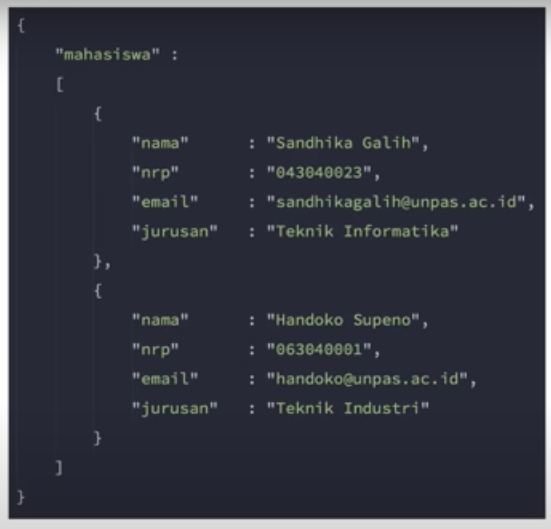 {
"mahasiswa" :
[
{
"nama" : "Sandhika Galih",
"nrp" : "043040023",
"email" : "sandhikagalih@unpas.ac.id",
"jurusan" : "Teknik Informatika"
},
{
"nama" : "Handoko Supeno",
"nrp" : "063040001",
"email" : "handoko@unpas.ac.id",
"jurusan" : "Teknik Industri"
}
]
}